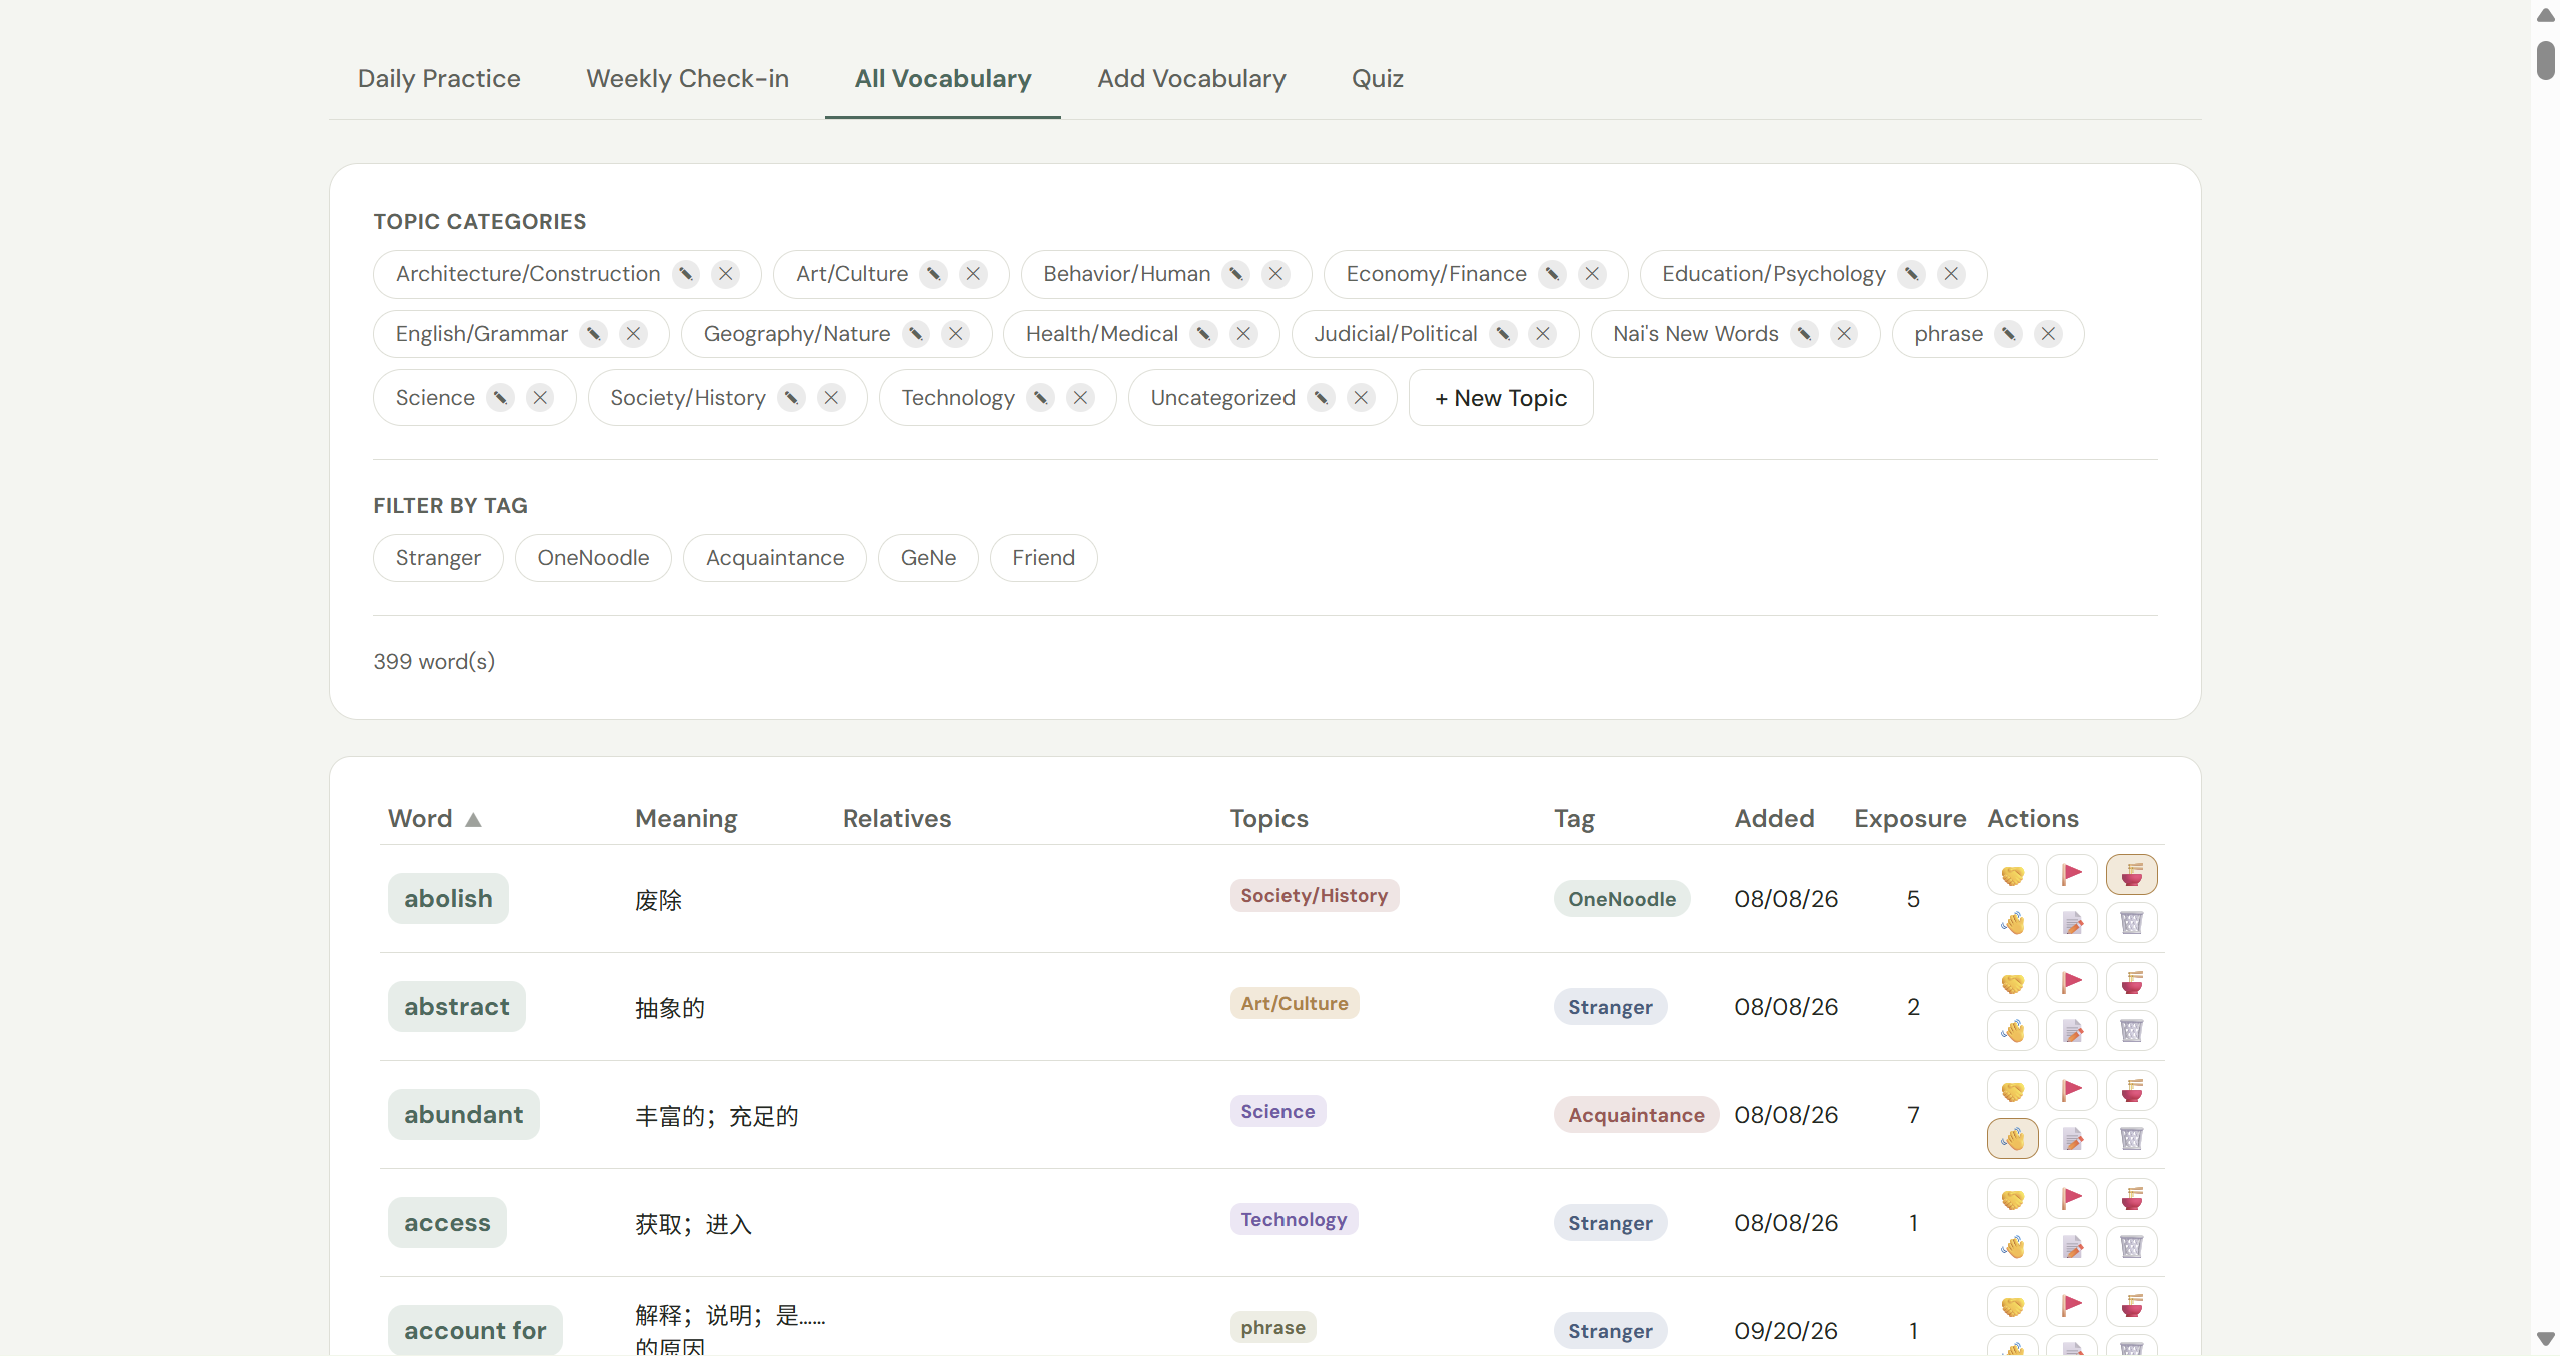 Daily Practice Weekly Check-in All Vocabulary Add Vocabulary Quiz
TOPIC CATEGORIES
Architecture/Construction Art/Culture Behavior/Human Economy/Finance Education/Psychology
English/Grammar Geography/Nature Health/Medical Judicial/Political Nai's New Words phrase
Science Society/History Technology Uncategorized + New Topic
FILTER BY TAG
Stranger OneNoodle Acquaintance GeNe Friend
399 word(s)
Word ▲ Meaning Relatives Topics Tag Added Exposure Actions
abolish 废除 Society/History OneNoodle 08/08/26 5
abstract 抽象的 Art/Culture Stranger 08/08/26 2
abundant 丰富的；充足的 Science Acquaintance 08/08/26 7
access 获取；进入 Technology Stranger 08/08/26 1
account for 解释；说明；是…… phrase Stranger 09/20/26 1
的原因